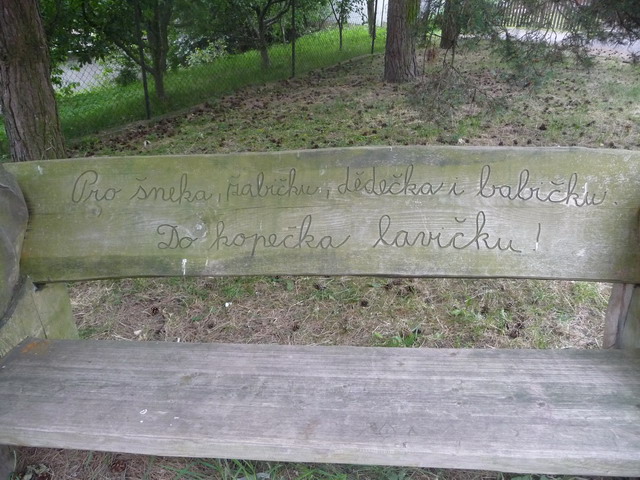 Pro šneka, žabičku, dědečka i babičku.
Do kopečka lavičku!